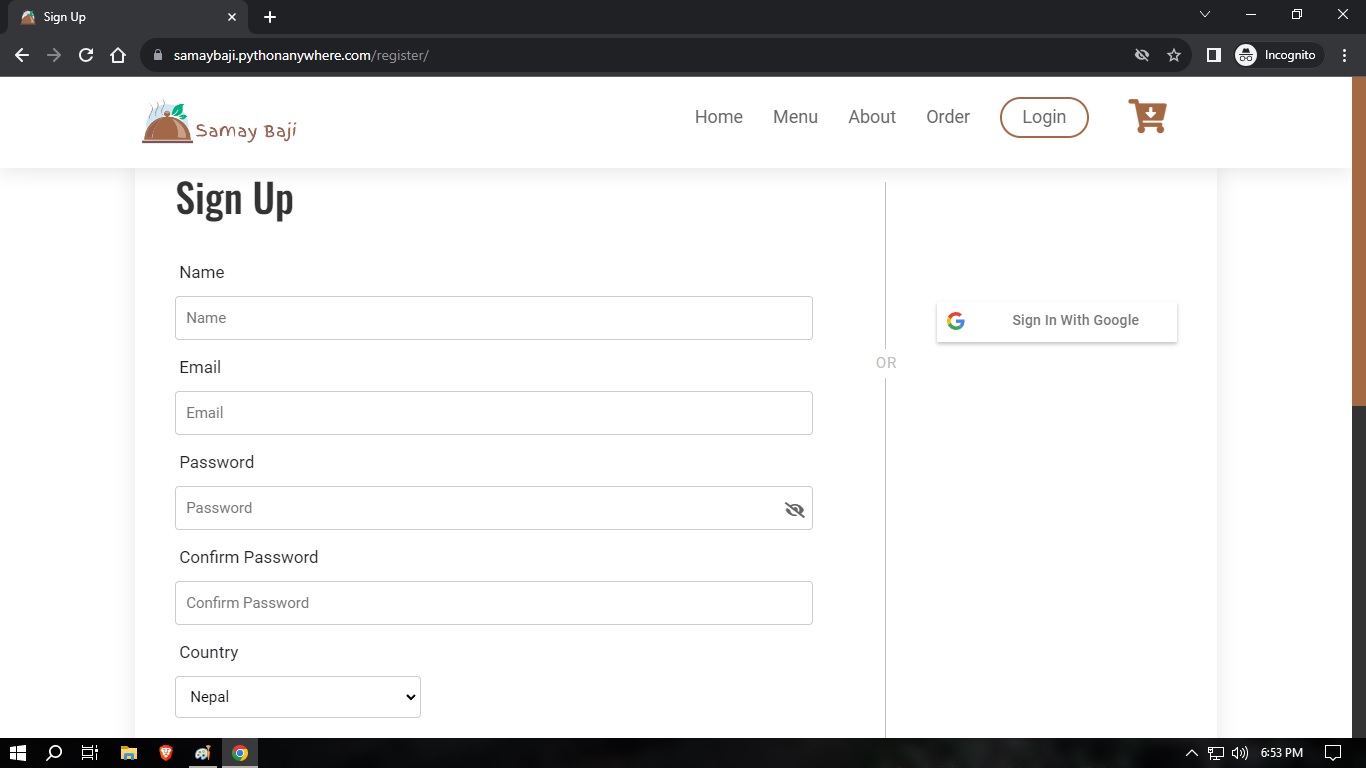 Sign Up
samaybaji.pythonanywhere.com/register/
Incognito
Samay Baji
Home Menu About Order Login
Sign Up
Name
Name
Email
Email
Password
Password
Confirm Password
Confirm Password
Country
Nepal
OR
Sign In With Google
6:53 PM